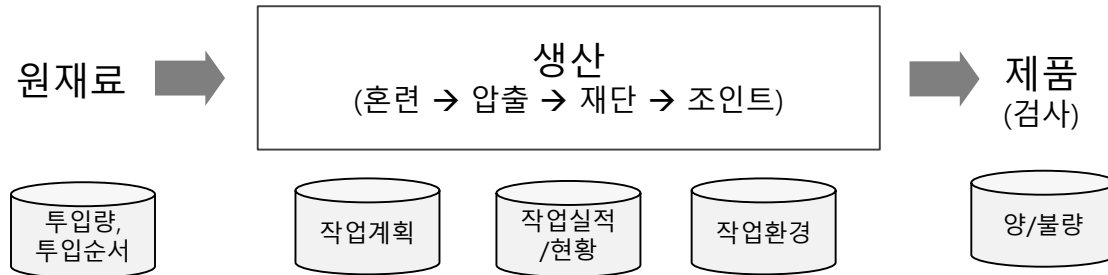 원재료
생산
(혼련 → 압출 → 재단 → 조인트)
제품
(검사)
투입량,
투입순서
작업계획
작업실적
/현황
작업환경
양/불량